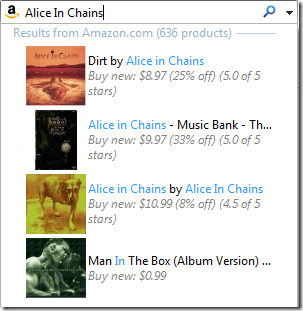 a Alice In Chains
Results from Amazon.com (636 products)
Dirt by Alice in Chains
Buy new: $8.97 (25% off) (5.0 of 5
stars)
Alice in Chains - Music Bank - Th...
Buy new: $9.97 (33% off) (5.0 of 5
stars)
Alice in Chains by Alice In Chains
Buy new: $10.99 (8% off) (4.5 of 5
stars)
Man In The Box (Album Version) ...
Buy new: $0.99